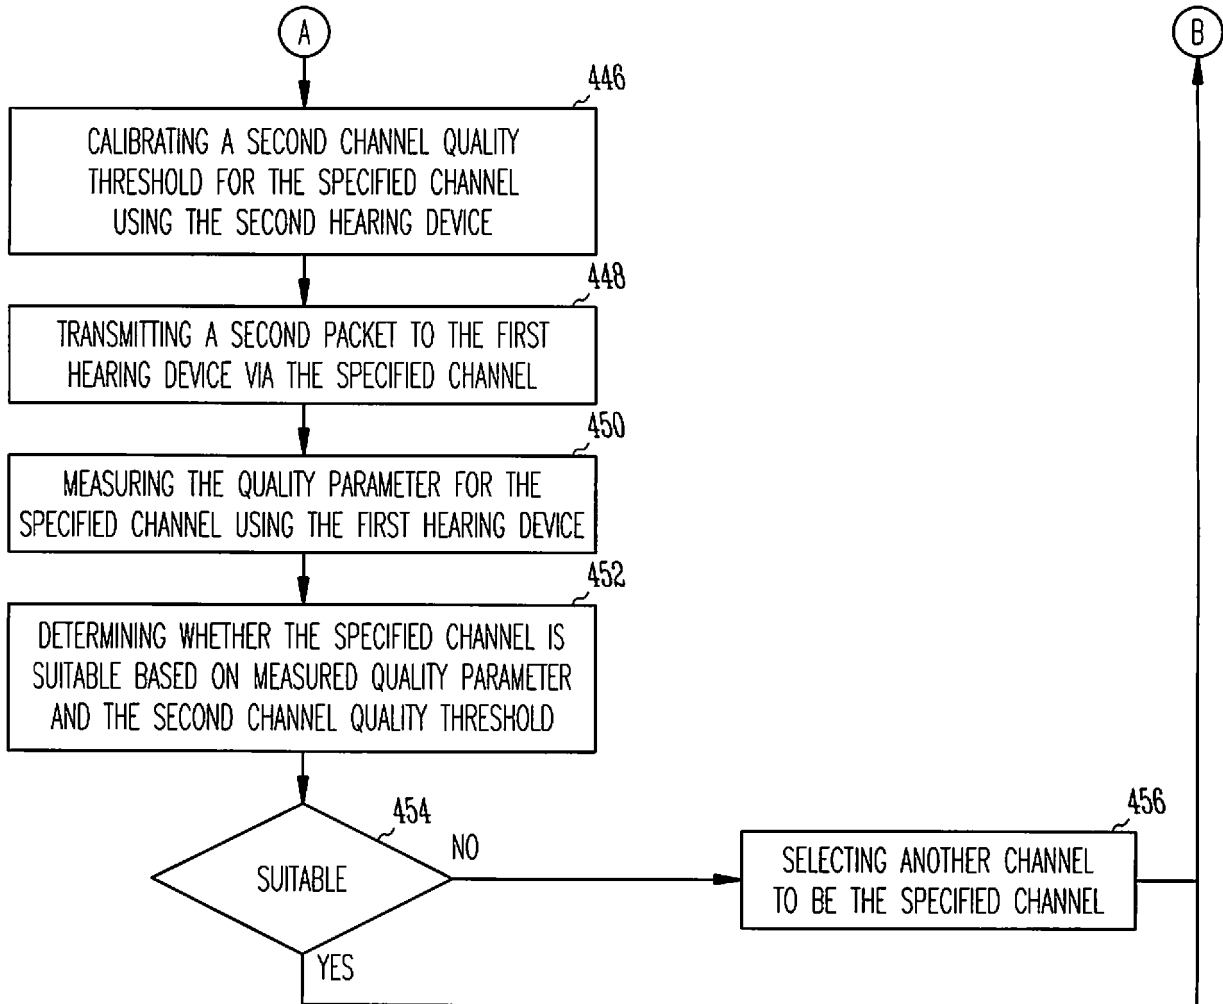 A
B
446
CALIBRATING A SECOND CHANNEL QUALITY
THRESHOLD FOR THE SPECIFIED CHANNEL
USING THE SECOND HEARING DEVICE
448
TRANSMITTING A SECOND PACKET TO THE FIRST
HEARING DEVICE VIA THE SPECIFIED CHANNEL
450
MEASURING THE QUALITY PARAMETER FOR THE
SPECIFIED CHANNEL USING THE FIRST HEARING DEVICE
452
DETERMINING WHETHER THE SPECIFIED CHANNEL IS
SUITABLE BASED ON MEASURED QUALITY PARAMETER
AND THE SECOND CHANNEL QUALITY THRESHOLD
454
SUITABLE
NO
YES
456
SELECTING ANOTHER CHANNEL
TO BE THE SPECIFIED CHANNEL